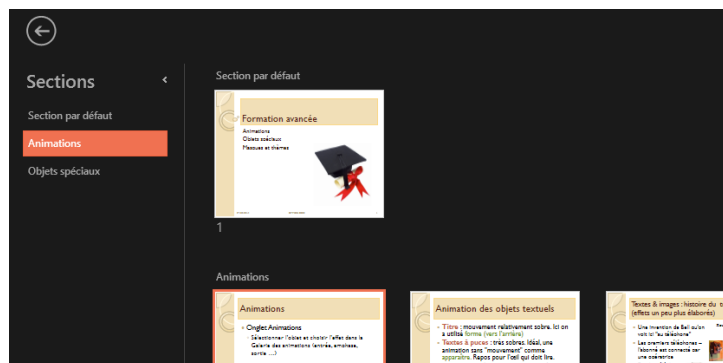 Sections
Section par défaut
Animations
Objets spéciaux
Section par défaut
Formation avancée
Animations
Objets spéciaux
Masques et thèmes
1
Animations
Animations
Onglet Animations
Sélectionner l'objet et choisir l'effet dans la
Galerie des animations (entrée, emphase,
sortie ...)
Animation des objets textuels
Titre : mouvement relativement sobre. Ici on
a utilisé forme (vers l'arrière)
Textes à puces : très sobres. Idéal, une
animation sans "mouvement" comme
apparaître. Repos pour l'œil qui doit lire.
Textes & images : histoire du
(effets un peu plus élaborés)
Une invention de Bell qu'on
voit ici "au téléphone"
Les premiers téléphones –
l'abonné est connecté par
une opératrice